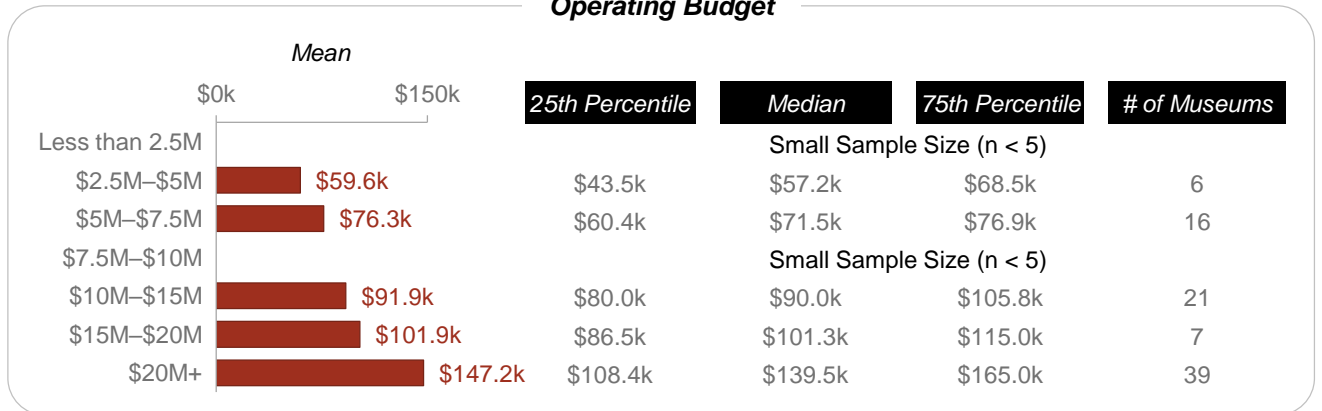 Operating Budget
Mean
$0k $150k 25th Percentile Median 75th Percentile # of Museums
Less than 2.5M Small Sample Size (n < 5)
$2.5M–$5M $59.6k $43.5k $57.2k $68.5k 6
$5M–$7.5M $76.3k $60.4k $71.5k $76.9k 16
$7.5M–$10M Small Sample Size (n < 5)
$10M–$15M $91.9k $80.0k $90.0k $105.8k 21
$15M–$20M $101.9k $86.5k $101.3k $115.0k 7
$20M+ $147.2k $108.4k $139.5k $165.0k 39